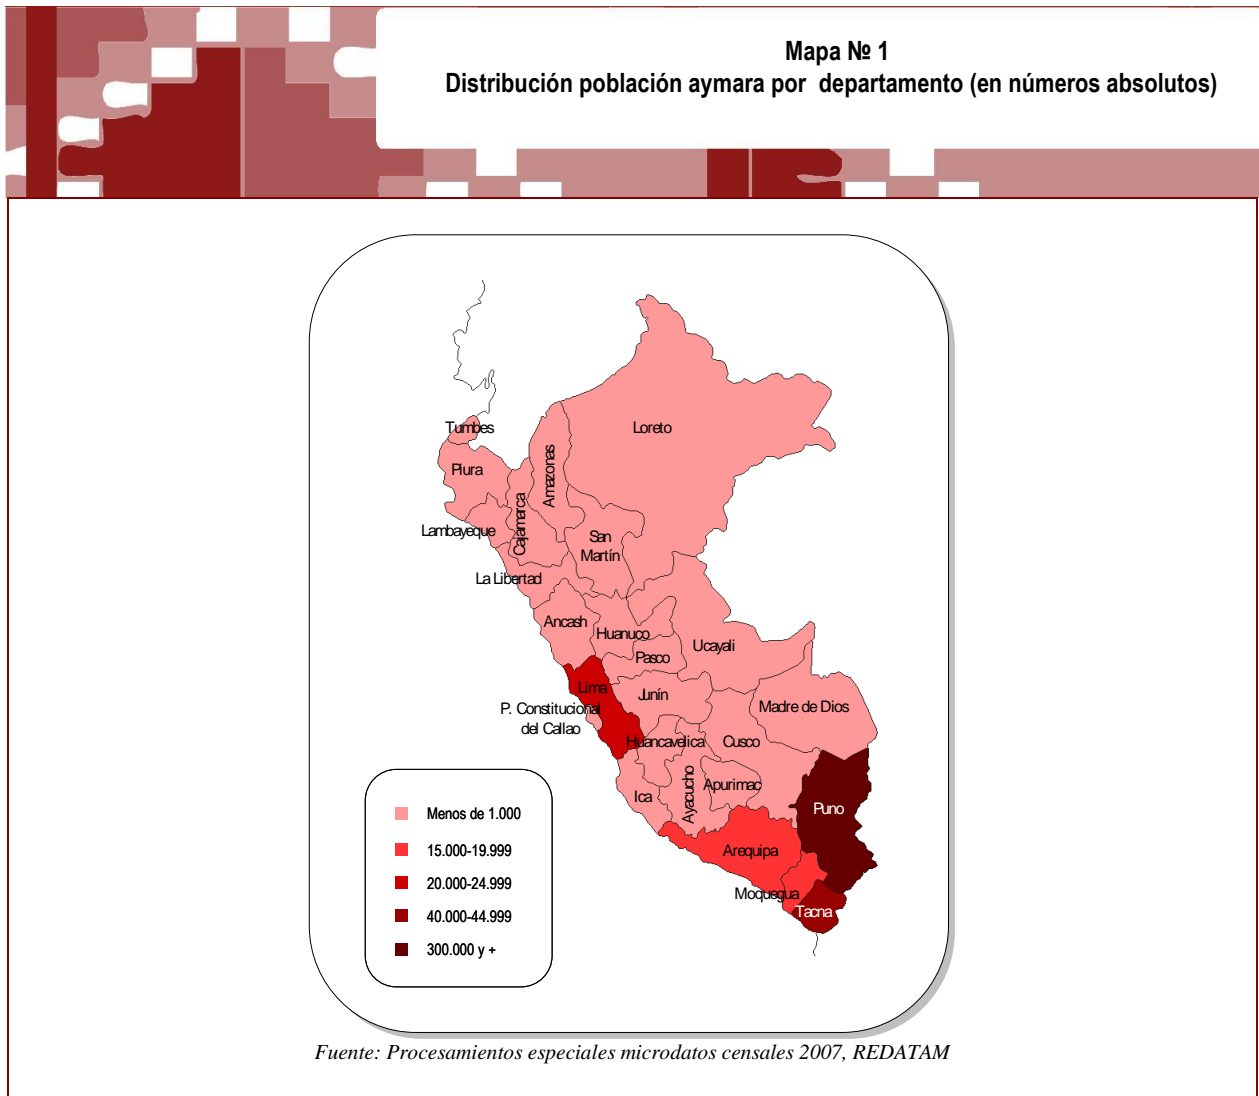 Mapa № 1
Distribución población aymara por departamento (en números absolutos)
Tumbes
Loreto
Piura
Amazonas
Cajamarca
Lambayeque
San
Martín
La Libertad
Ancash
Huanuco
Ucayali
Pasco
Lima
Junín
Madre de Dios
P. Constitucional
del Callao
Huancavelica
Cusco
Ica
Ayacucho
Apurimac
Puno
Arequipa
Moquegua
Tacna
Menos de 1.000
15.000-19.999
20.000-24.999
40.000-44.999
300.000 y +
Fuente: Procesamientos especiales microdatos censales 2007, REDATAM